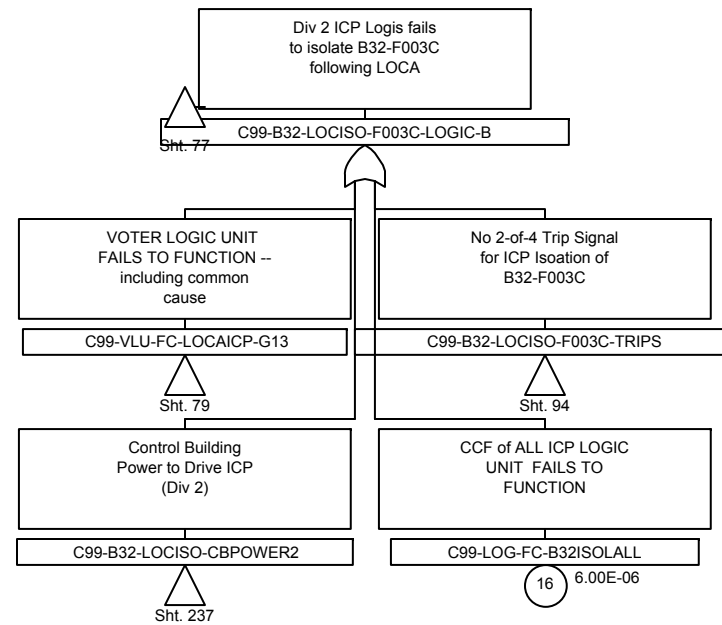 Div 2 ICP Logis fails
to isolate B32-F003C
following LOCA
C99-B32-LOCISO-F003C-LOGIC-B
Sht. 77
VOTER LOGIC UNIT
FAILS TO FUNCTION --
including common
cause
C99-VLU-FC-LOCAICP-G13
Sht. 79
No 2-of-4 Trip Signal
for ICP Isoation of
B32-F003C
C99-B32-LOCISO-F003C-TRIPS
Sht. 94
Control Building
Power to Drive ICP
(Div 2)
C99-B32-LOCISO-CBPOWER2
Sht. 237
CCF of ALL ICP LOGIC
UNIT FAILS TO
FUNCTION
C99-LOG-FC-B32ISOLALL
16 6.00E-06